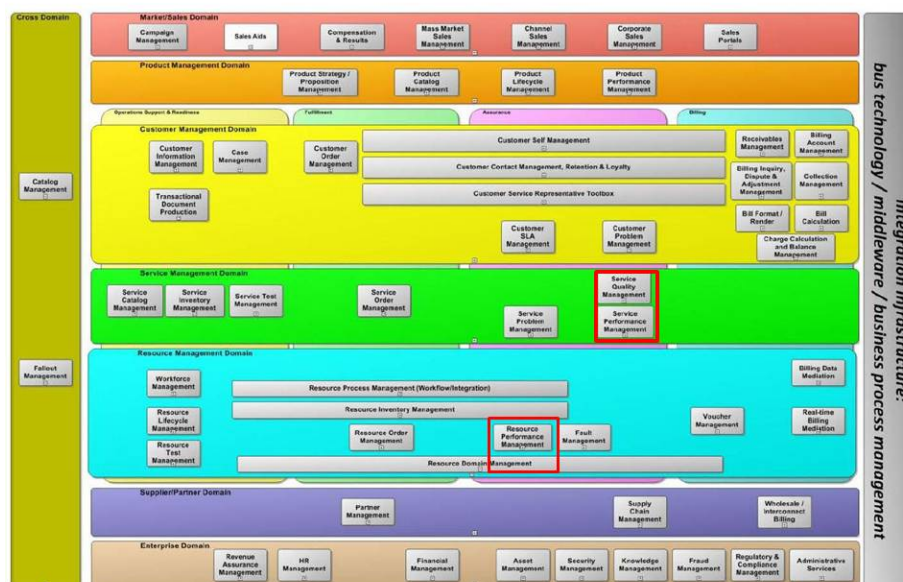 Cross Domain
Catalog
Management
Fallout
Management
Market/Sales Domain
Campaign
Management
Sales Aids
Compensation
& Results
Mass Market
Sales
Management
Channel
Sales
Management
Corporate
Sales
Management
Sales
Portals
Product Management Domain
Product Strategy /
Proposition
Management
Product
Catalog
Management
Product
Lifecycle
Management
Product
Performance
Management
Operations Support & Readiness
Fulfillment
Assurance
Billing
Customer Management Domain
Customer
Information
Management
Case
Management
Customer
Order
Management
Transactional
Document
Production
Customer Self Management
Customer Contact Management, Retention & Loyalty
Customer Service Representative Toolbox
Customer
SLA
Management
Customer
Problem
Management
Receivables
Management
Billing
Account
Management
Billing Inquiry,
Dispute &
Adjustment
Management
Collection
Management
Bill Format /
Render
Bill
Calculation
Charge Calculation
and Balance
Management
Service Management Domain
Service
Catalog
Management
Service
Inventory
Management
Service Test
Management
Service
Order
Management
Service
Problem
Management
Service
Quality
Management
Service
Performance
Management
Resource Management Domain
Workforce
Management
Resource
Lifecycle
Management
Resource
Test
Management
Resource Process Management (Workflow/Integration)
Resource Inventory Management
Resource Order
Management
Resource
Performance
Management
Fault
Management
Resource Domain Management
Voucher
Management
Billing Data
Mediation
Real-time
Billing
Mediation
Supplier/Partner Domain
Partner
Management
Supply
Chain
Management
Wholesale /
Interconnect
Billing
Enterprise Domain
Revenue
Assurance
Management
HR
Management
Financial
Management
Asset
Management
Security
Management
Knowledge
Management
Fraud
Management
Regulatory &
Compliance
Management
Administrative
Services
Integration infrastructure:
bus technology / middleware / business process management